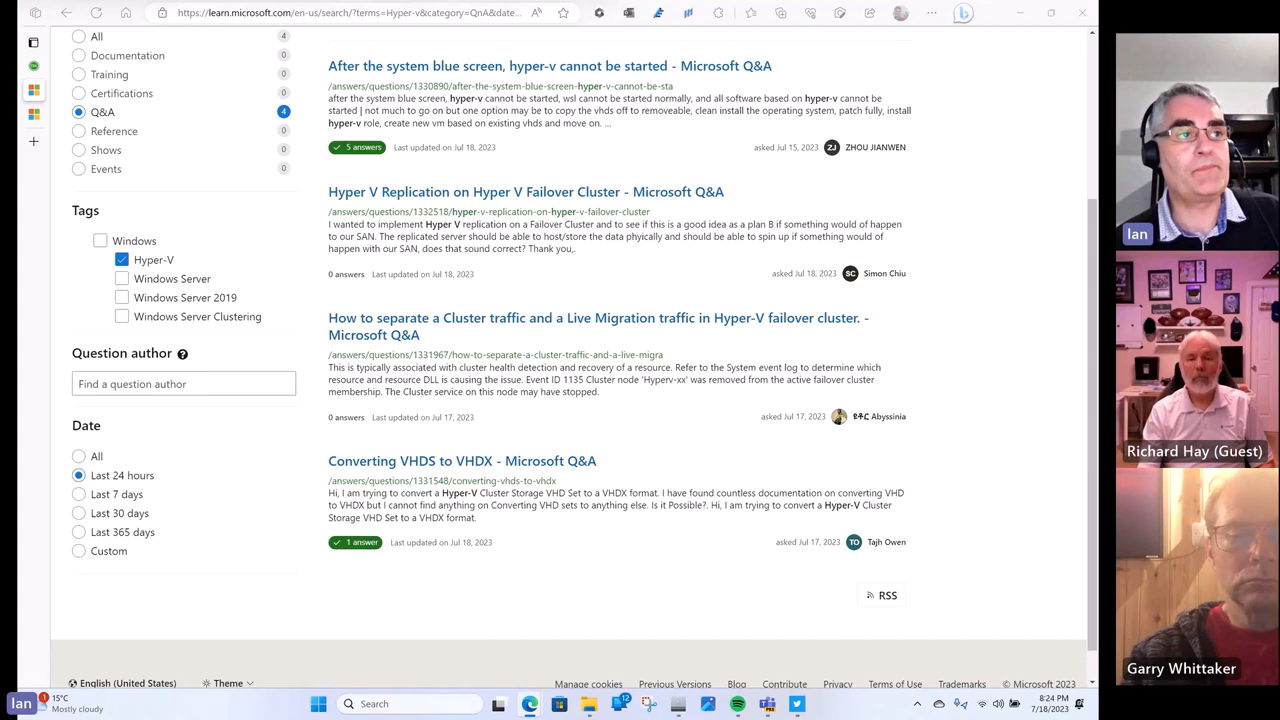 https://learn.microsoft.com/en-us/search/?terms=Hyper-v&category=QnA&date...
All 4
Documentation 0
Training 0
Certifications 0
Q&A 4
Reference 0
Shows 0
Events 0
Tags
Windows
Hyper-V
Windows Server
Windows Server 2019
Windows Server Clustering
Question author ?
Find a question author
Date
All
Last 24 hours
Last 7 days
Last 30 days
Last 365 days
Custom
After the system blue screen, hyper-v cannot be started - Microsoft Q&A
/answers/questions/1330890/after-the-system-blue-screen-hyper-v-cannot-be-sta
after the system blue screen, hyper-v cannot be started, wsl cannot be started normally, and all software based on hyper-v cannot be
started | not much to go on but one option may be to copy the vhds off to removeable, clean install the operating system, patch fully, install
hyper-v role, create new vm based on existing vhds and move on. ...
5 answers Last updated on Jul 18, 2023 asked Jul 15, 2023 ZJ ZHOU JIANWEN
Hyper V Replication on Hyper V Failover Cluster - Microsoft Q&A
/answers/questions/1332518/hyper-v-replication-on-hyper-v-failover-cluster
I wanted to implement Hyper V replication on a Failover Cluster and to see if this is a good idea as a plan B if something would of happen
to our SAN. The replicated server should be able to host/store the data phyically and should be able to spin up if something would of
happen with our SAN, does that sound correct? Thank you,.
0 answers Last updated on Jul 18, 2023 asked Jul 18, 2023 SC Simon Chiu
How to separate a Cluster traffic and a Live Migration traffic in Hyper-V failover cluster. -
Microsoft Q&A
/answers/questions/1331967/how-to-separate-a-cluster-traffic-and-a-live-migra
This is typically associated with cluster health detection and recovery of a resource. Refer to the System event log to determine which
resource and resource DLL is causing the issue. Event ID 1135 Cluster node 'Hyperv-xx' was removed from the active failover cluster
membership. The Cluster service on this node may have stopped.
0 answers Last updated on Jul 17, 2023 asked Jul 17, 2023 Abyssinia
Converting VHDS to VHDX - Microsoft Q&A
/answers/questions/1331548/converting-vhds-to-vhdx
Hi, I am trying to convert a Hyper-V Cluster Storage VHD Set to a VHDX format. I have found countless documentation on converting VHD
to VHDX but I cannot find anything on Converting VHD sets to anything else. Is it Possible?. Hi, I am trying to convert a Hyper-V Cluster
Storage VHD Set to a VHDX format.
1 answer Last updated on Jul 18, 2023 asked Jul 17, 2023 TO Tajh Owen
RSS
English (United States) Theme
Manage cookies Previous Versions Blog Contribute Privacy Terms of Use Trademarks © Microsoft 2023
Ian
Richard Hay (Guest)
Garry Whittaker
Ian
1
15°C
Mostly cloudy
Search
12
8:24 PM
7/18/2023